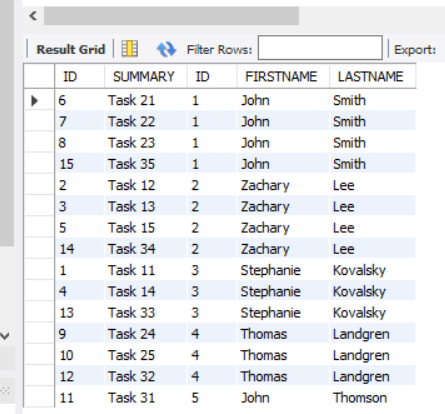 Result Grid Filter Rows: Export:
ID SUMMARY ID FIRSTNAME LASTNAME
6 Task 21 1 John Smith
7 Task 22 1 John Smith
8 Task 23 1 John Smith
15 Task 35 1 John Smith
2 Task 12 2 Zachary Lee
3 Task 13 2 Zachary Lee
5 Task 15 2 Zachary Lee
14 Task 34 2 Zachary Lee
1 Task 11 3 Stephanie Kovalsky
4 Task 14 3 Stephanie Kovalsky
13 Task 33 3 Stephanie Kovalsky
9 Task 24 4 Thomas Landgren
10 Task 25 4 Thomas Landgren
12 Task 32 4 Thomas Landgren
11 Task 31 5 John Thomson